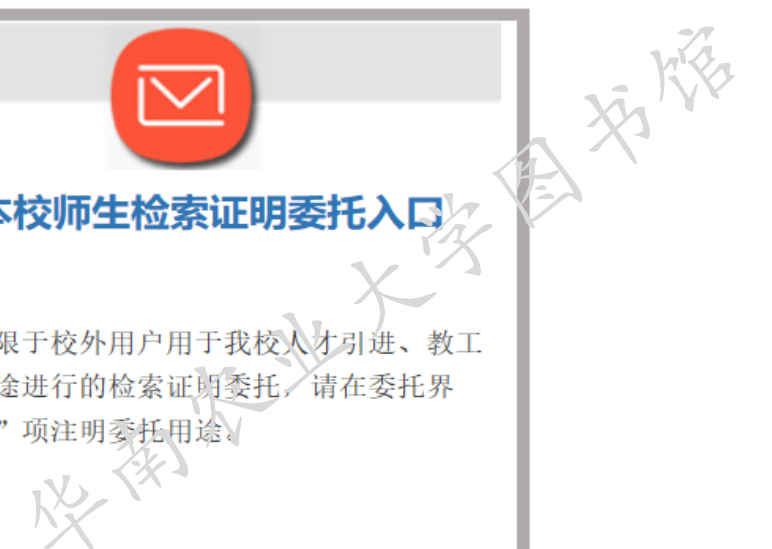 本校师生检索证明委托入口
限于校外用户用于我校人才引进、教工
途进行的检索证明委托，请在委托界
”项注明委托用途。
华南农业大学图书馆